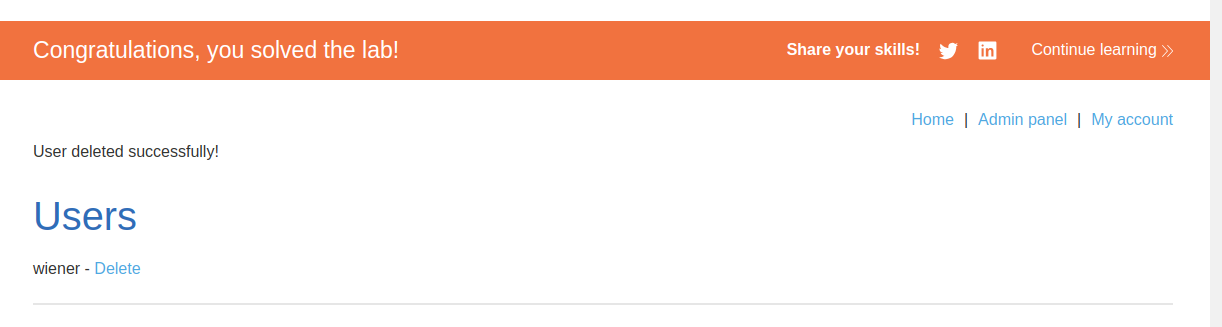 Congratulations, you solved the lab!
Share your skills! Continue learning
Home | Admin panel | My account
User deleted successfully!
Users
wiener - Delete